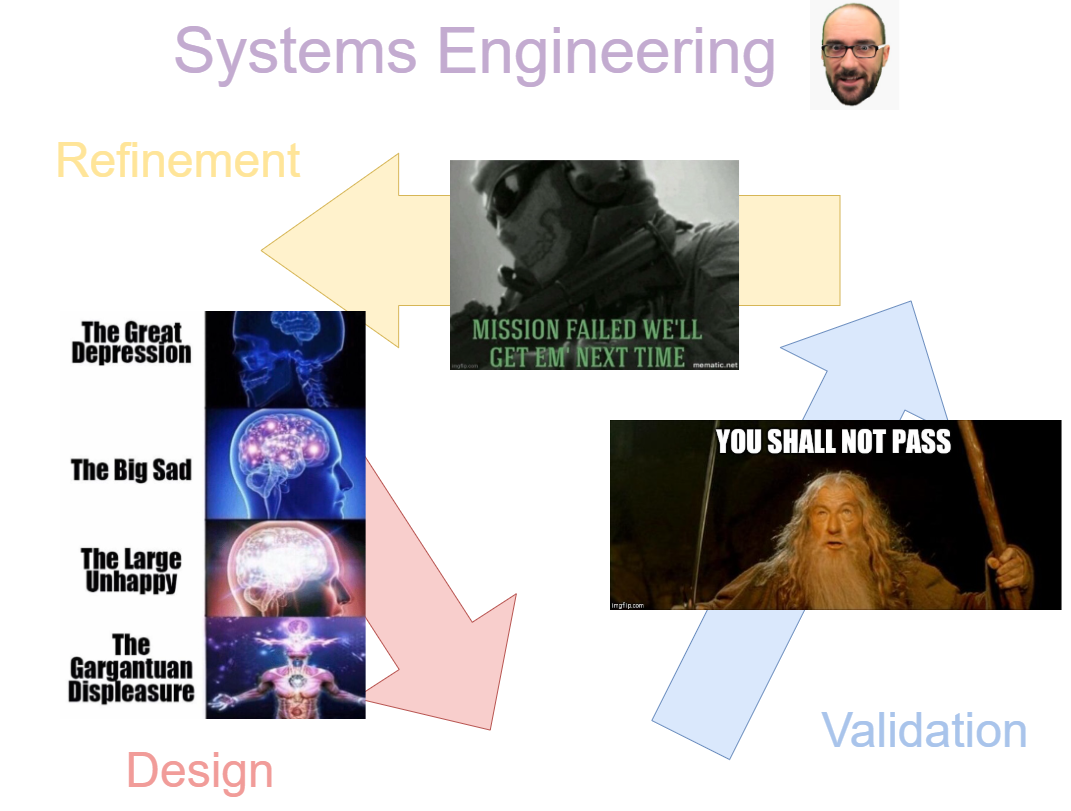 Systems Engineering
Refinement
MISSION FAILED WE'LL
GET EM' NEXT TIME
imgflip.com
mematic.net
The Great
Depression
The Big Sad
The Large
Unhappy
The
Gargantuan
Displeasure
YOU SHALL NOT PASS
imgflip.com
Validation
Design